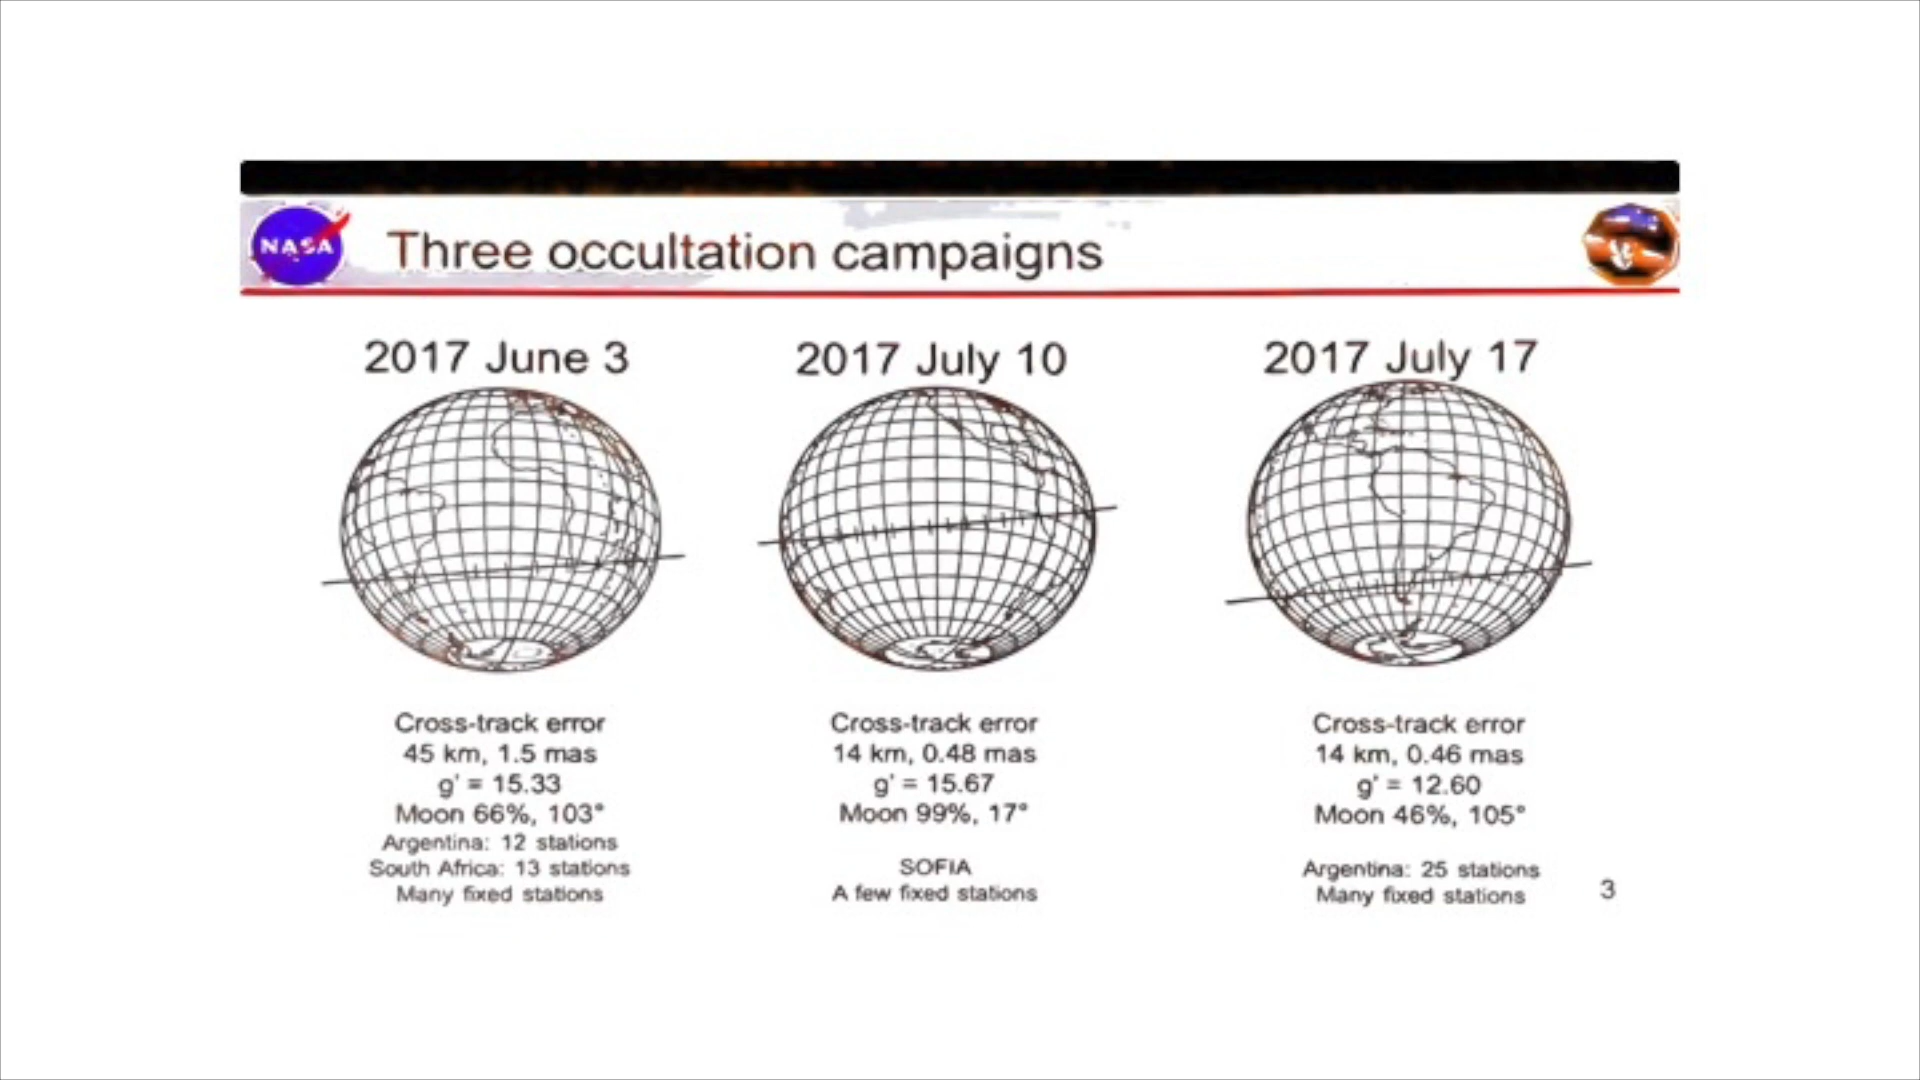 NASA
Three occultation campaigns
2017 June 3
Cross-track error
45 km, 1.5 mas
g' = 15.33
Moon 66%, 103°
Argentina: 12 stations
South Africa: 13 stations
Many fixed stations
2017 July 10
Cross-track error
14 km, 0.48 mas
g' = 15.67
Moon 99%, 17°
SOFIA
A few fixed stations
2017 July 17
Cross-track error
14 km, 0.46 mas
g' = 12.60
Moon 46%, 105°
Argentina: 25 stations
Many fixed stations
3